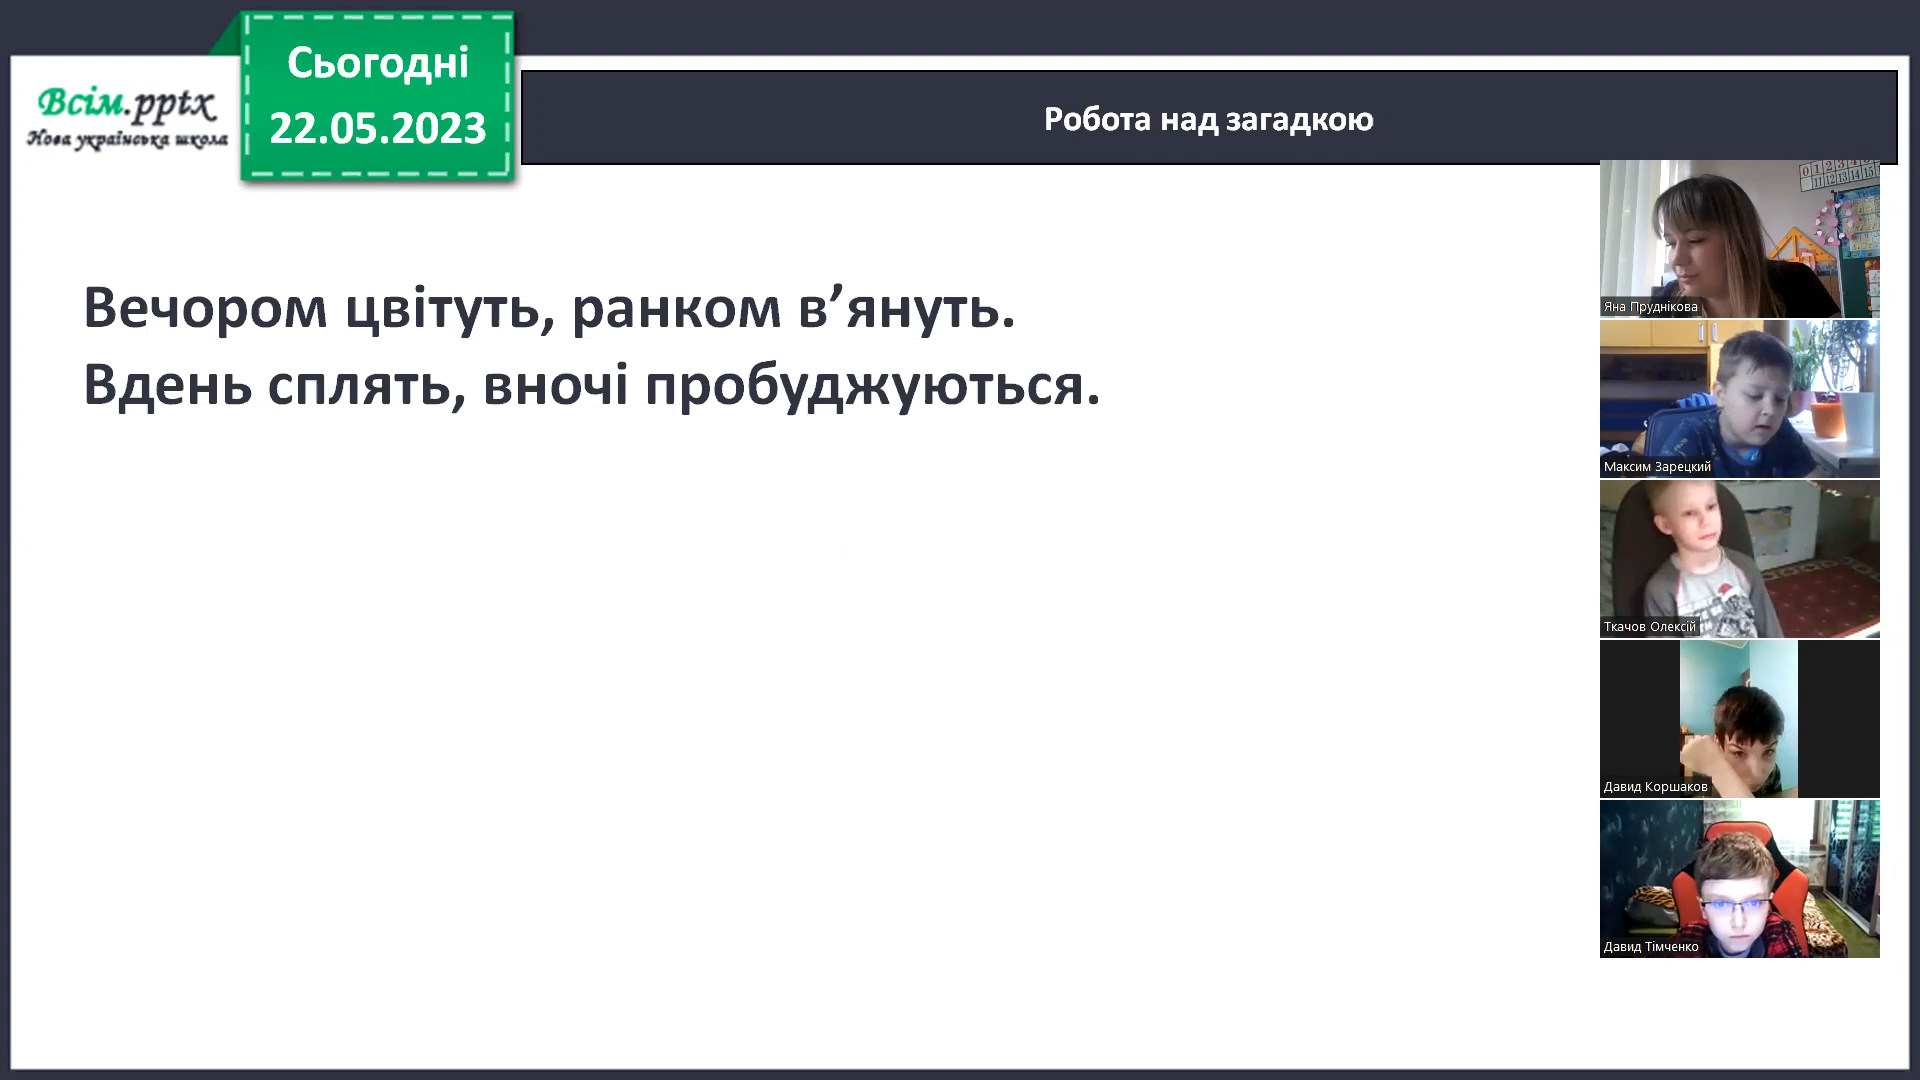 Сьогодні
22.05.2023
Всім.pptx
Нова українська школа
Робота над загадкою
Вечором цвітуть, ранком в’януть.
Вдень сплять, вночі пробуджуються.
Яна Пруднікова
Максим Зарецкий
Ткачов Олексій
Давид Коршаков
Давид Тімченко